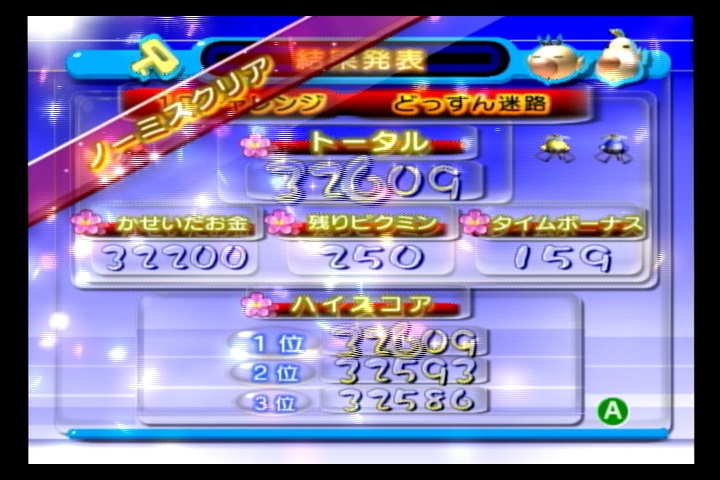 結果発表
ノーミスクリア
チャレンジ どっすん迷路
トータル
32609
かせいだお金 残りピクミン タイムボーナス
32200 250 159
ハイスコア
1位 32609
2位 32593
3位 32586
A